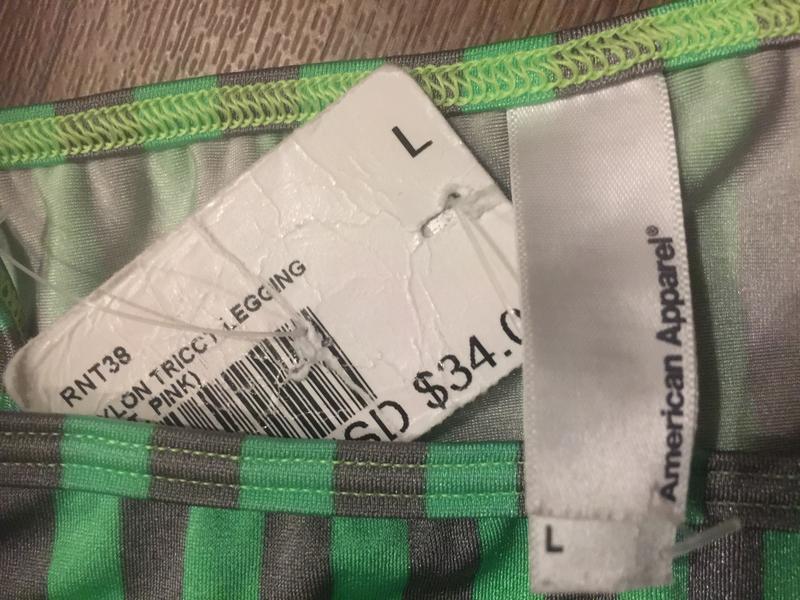 L
RNT38
YLON TRICOT LEGGING
PINK)
SD $34.0
American Apparel®
L